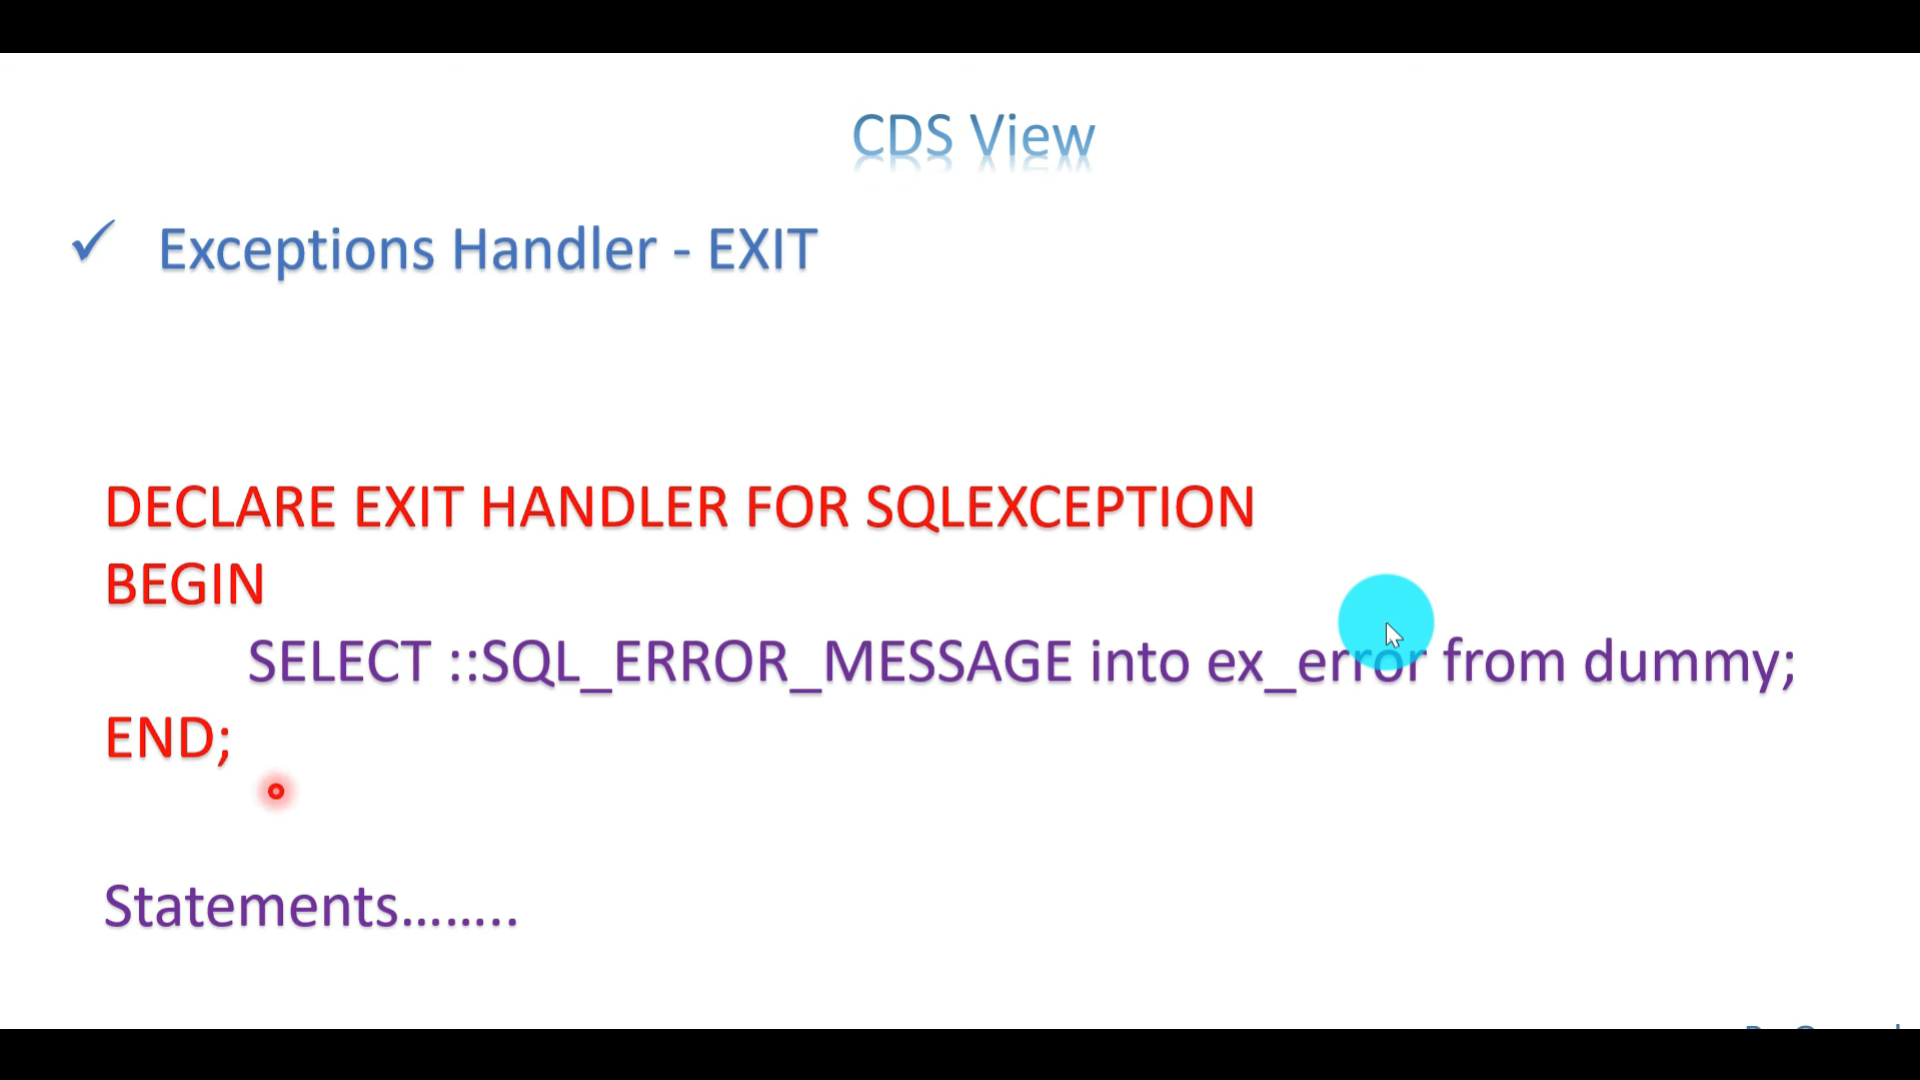 CDS View
✓ Exceptions Handler - EXIT
DECLARE EXIT HANDLER FOR SQLEXCEPTION
BEGIN
SELECT ::SQL_ERROR_MESSAGE into ex_error from dummy;
END;
Statements……..